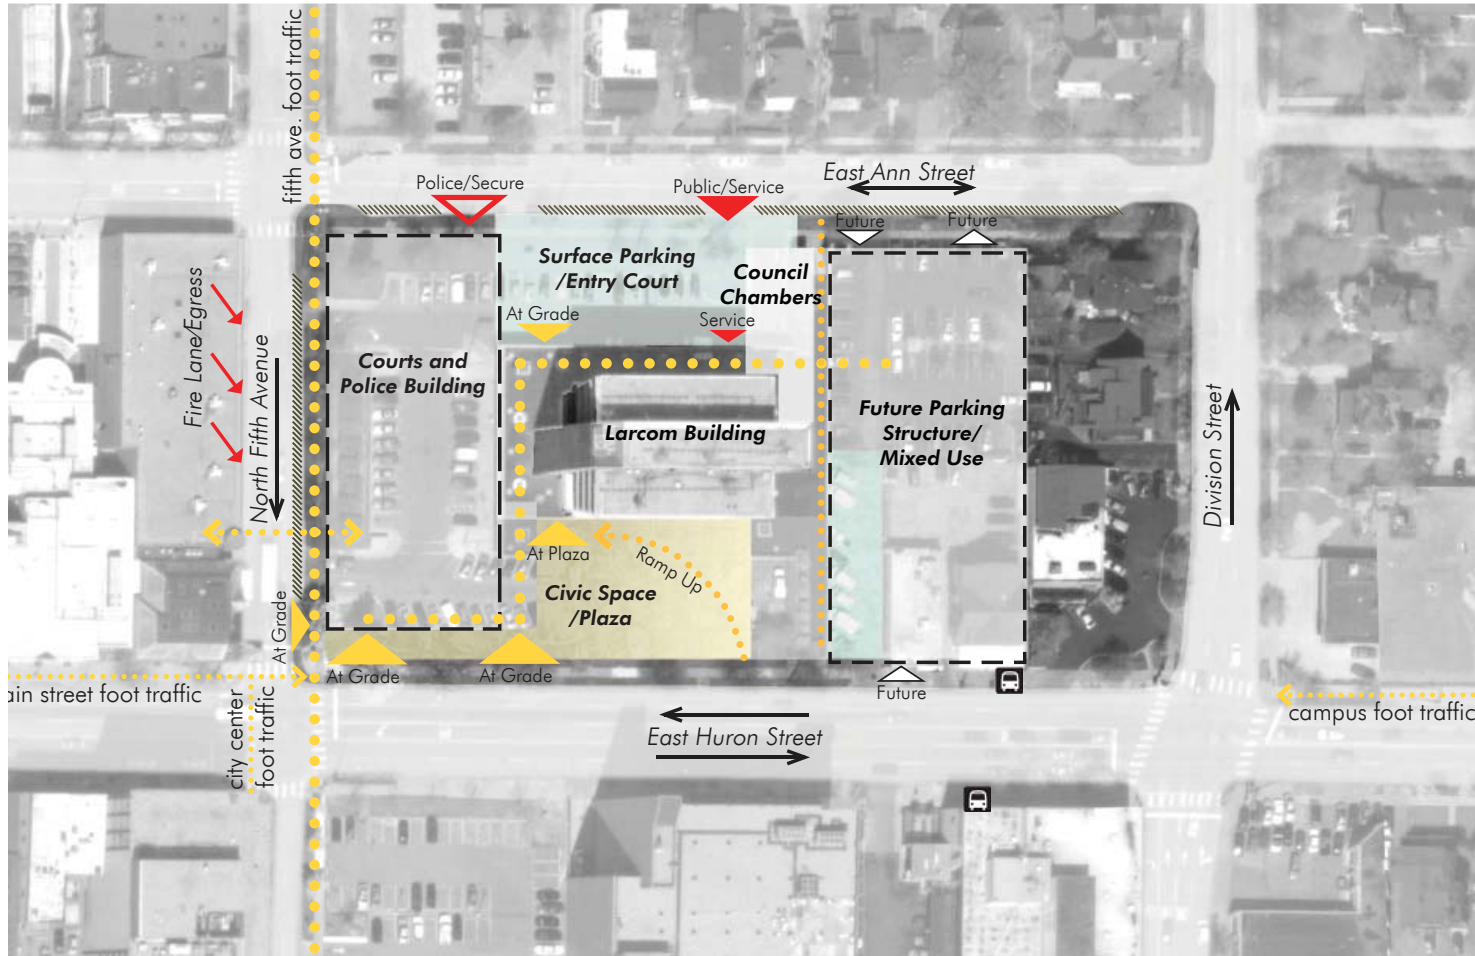 fifth ave. foot traffic
Police/Secure
Public/Service
East Ann Street
Future
Future
Surface Parking
/Entry Court
Council
Chambers
At Grade
Service
Fire Lane/Egress
North Fifth Avenue
Courts and
Police Building
Larcom Building
Future Parking
Structure/
Mixed Use
Division Street
At Plaza
Ramp Up
Civic Space
/Plaza
At Grade
At Grade
At Grade
Future
ain street foot traffic
city center
foot traffic
campus foot traffic
East Huron Street